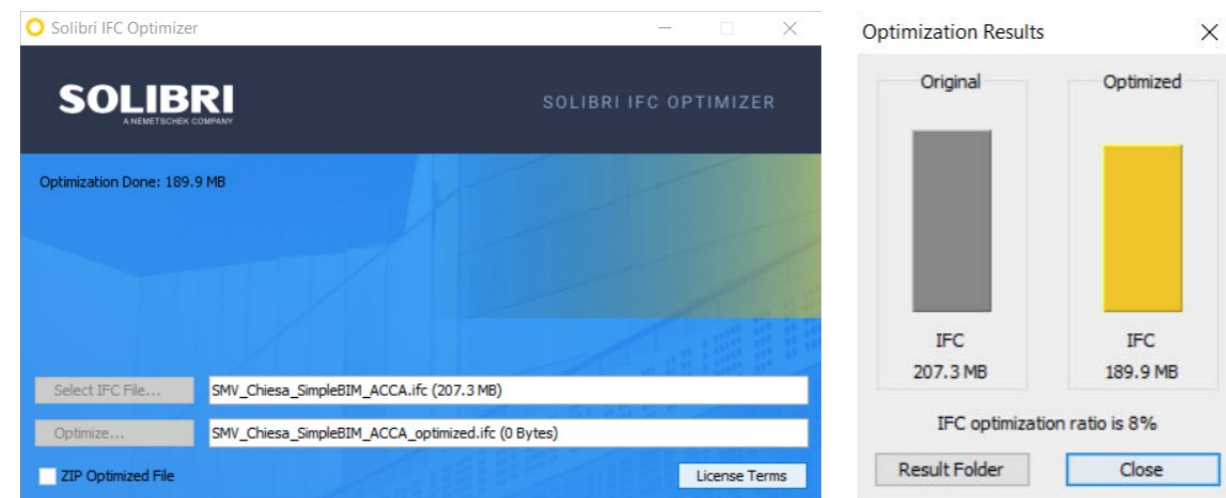 Solibri IFC Optimizer
SOLIBRI
A NEMETSCHEK COMPANY
SOLIBRI IFC OPTIMIZER
Optimization Done: 189.9 MB
Select IFC File...
SMV_Chiesa_SimpleBIM_ACCA.ifc (207.3 MB)
Optimize...
SMV_Chiesa_SimpleBIM_ACCA_optimized.ifc (0 Bytes)
ZIP Optimized File
License Terms
Optimization Results
Original
Optimized
IFC
IFC
207.3 MB
189.9 MB
IFC optimization ratio is 8%
Result Folder
Close